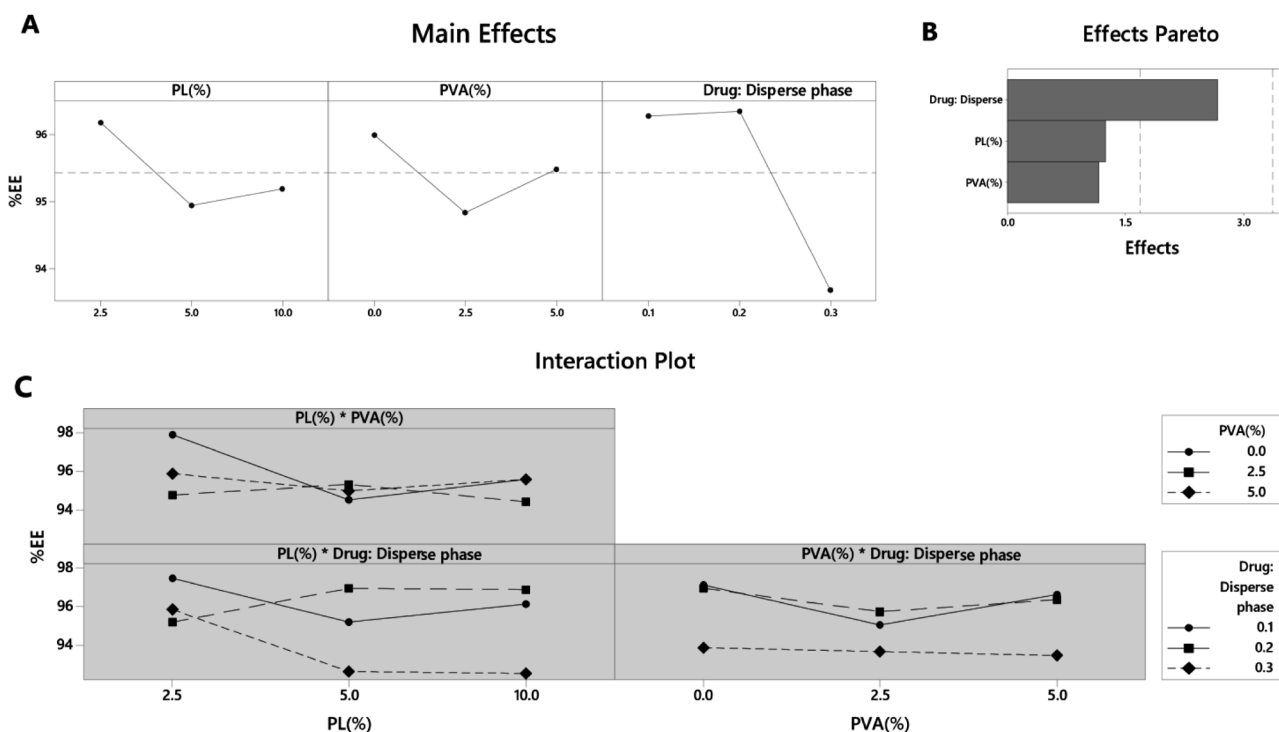 A
Main Effects
PL(%)
PVA(%)
Drug: Disperse phase
%EE
96
95
94
2.5
5.0
10.0
0.0
2.5
5.0
0.1
0.2
0.3
B
Effects Pareto
Drug: Disperse
PL(%)
PVA(%)
0.0
1.5
3.0
Effects
Interaction Plot
C
PL(%) * PVA(%)
98
96
94
%EE
PL(%) * Drug: Disperse phase
PVA(%) * Drug: Disperse phase
98
96
94
2.5
5.0
10.0
0.0
2.5
5.0
PL(%)
PVA(%)
PVA(%)
0.0
2.5
5.0
Drug:
Disperse
phase
0.1
0.2
0.3